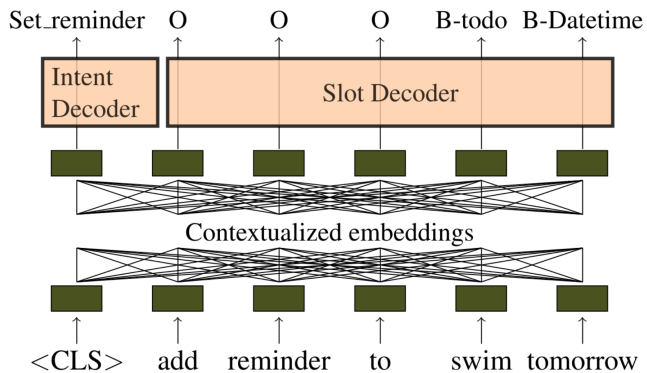 Set_reminder O O O B-todo B-Datetime
Intent
Decoder
Slot Decoder
Contextualized embeddings
<CLS> add reminder to swim tomorrow